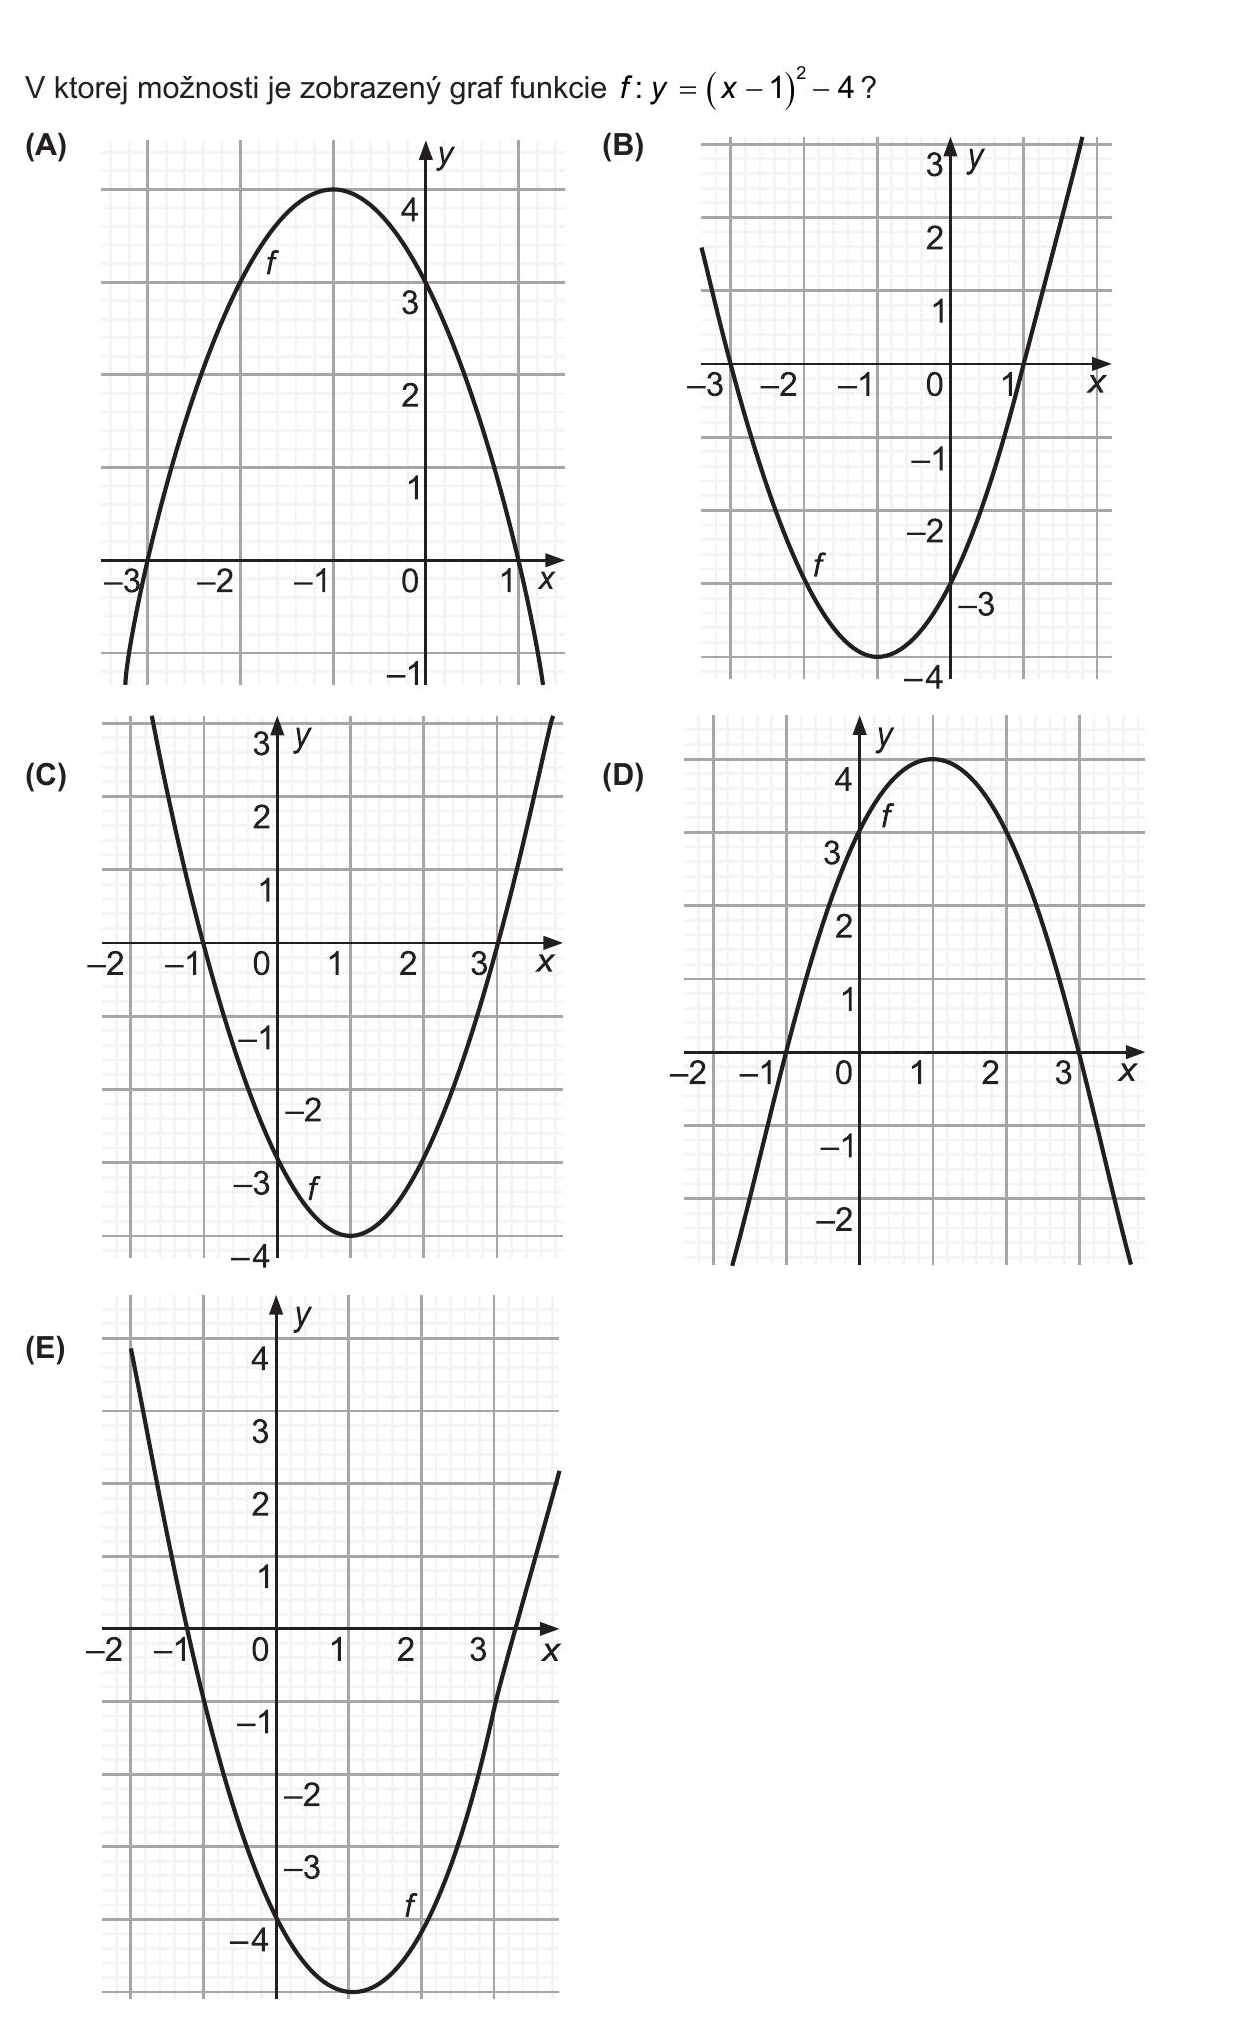 V ktorej možnosti je zobrazený graf funkcie f: y = (x – 1)² – 4 ?
(A)
y
4
f
3
2
1
–3 –2 –1 0 1 x
–1
(B)
3 y
2
1
–3 –2 –1 0 1 x
–1
–2
f
–3
–4
(C)
3 y
2
1
–2 –1 0 1 2 3 x
–1
–2
–3 f
–4
(D)
y
4
f
3
2
1
–2 –1 0 1 2 3 x
–1
–2
(E)
y
4
3
2
1
–2 –1 0 1 2 3 x
–1
–2
–3
f
–4